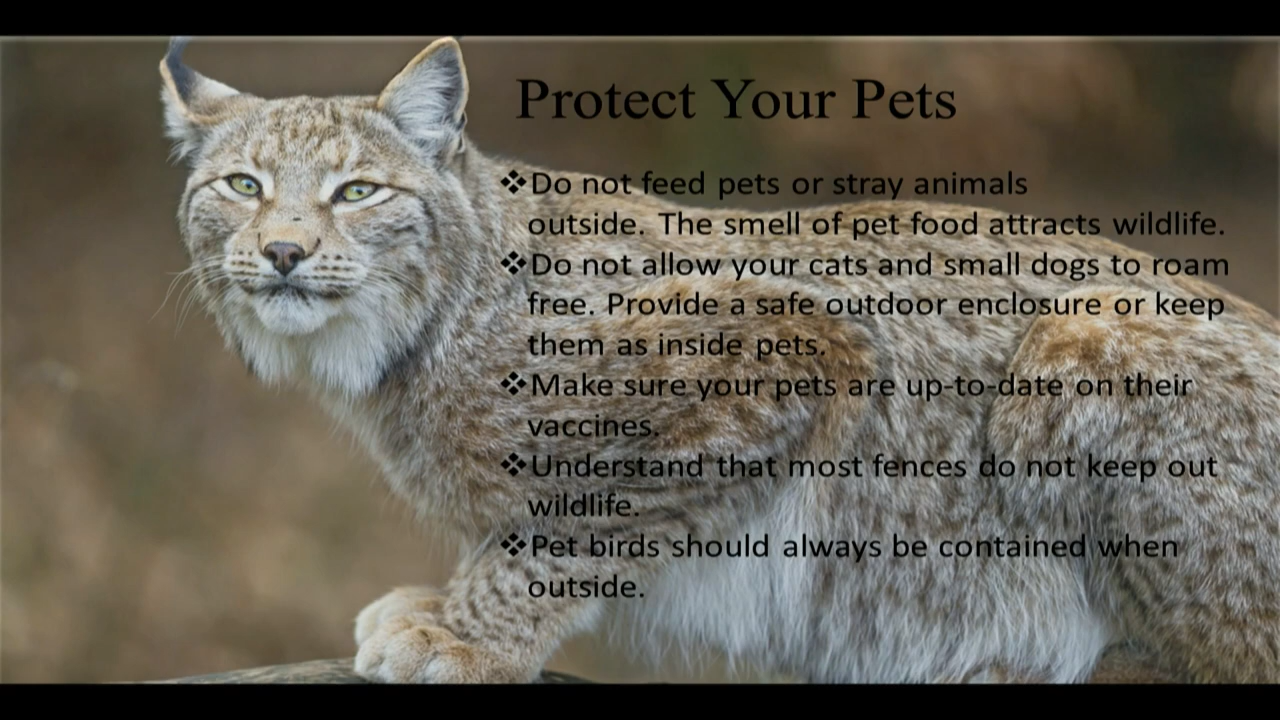 Protect Your Pets
❖Do not feed pets or stray animals
outside. The smell of pet food attracts wildlife.
❖Do not allow your cats and small dogs to roam
free. Provide a safe outdoor enclosure or keep
them as inside pets.
❖Make sure your pets are up-to-date on their
vaccines.
❖Understand that most fences do not keep out
wildlife.
❖Pet birds should always be contained when
outside.